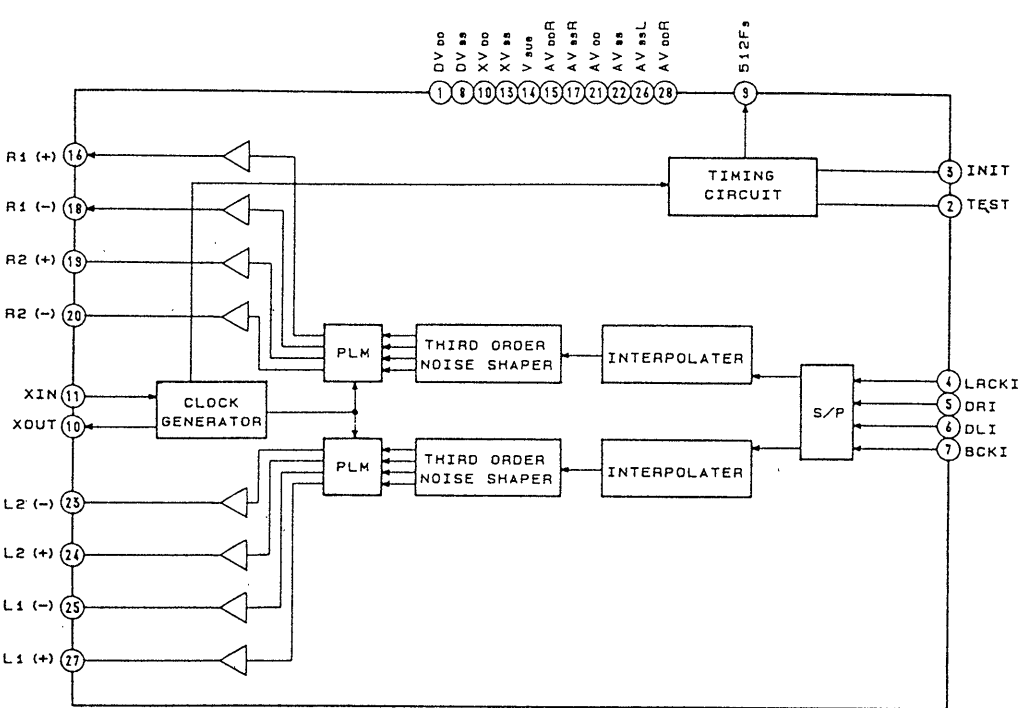 DVDD
DVSS
XVDD
XVSS
VSUB
AVDDR
AVSSR
AVDD
AVSS
AVSSL
AVDDR
512Fs
1
8
10
13
14
15
17
21
22
26
28
9
R1 (+) 16
R1 (-) 18
R2 (+) 19
R2 (-) 20
XIN 11
XOUT 10
L2 (-) 23
L2 (+) 24
L1 (-) 25
L1 (+) 27
TIMING
CIRCUIT
3 INIT
2 TEST
PLM
THIRD ORDER
NOISE SHAPER
INTERPOLATER
CLOCK
GENERATOR
S/P
4 LRCKI
5 DRI
6 DLI
7 BCKI
PLM
THIRD ORDER
NOISE SHAPER
INTERPOLATER